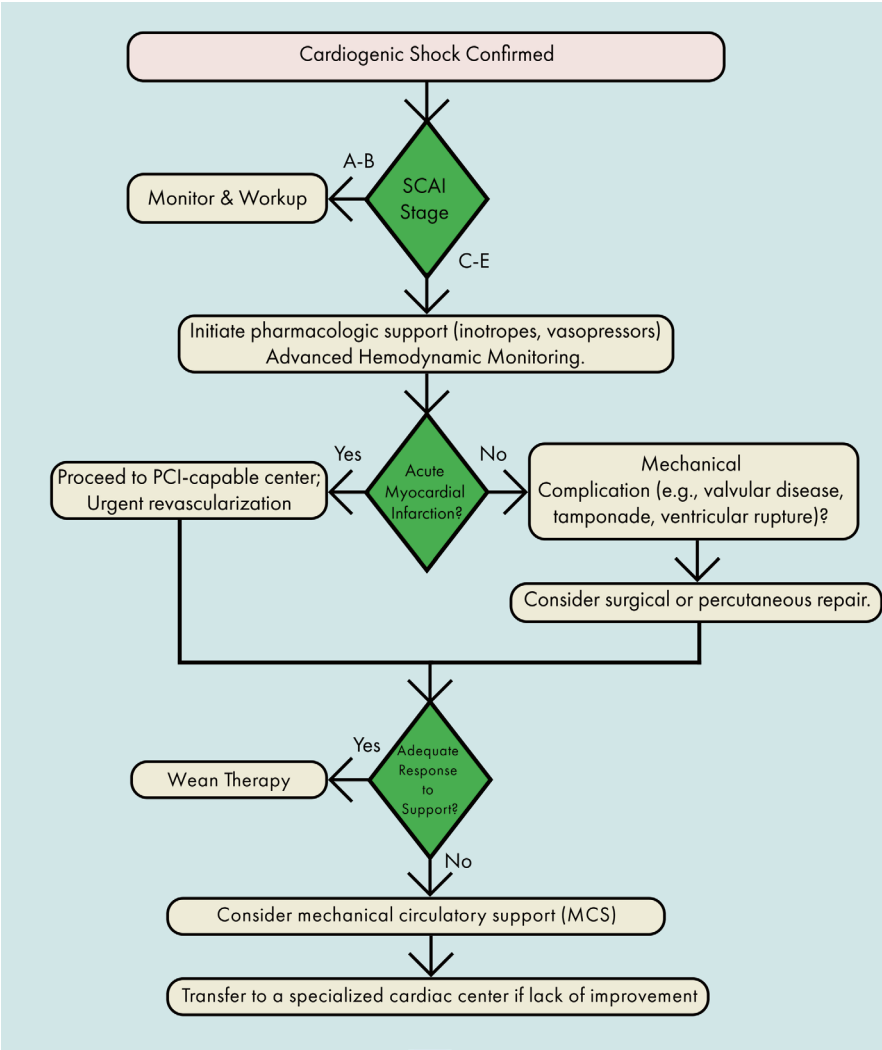 Cardiogenic Shock Confirmed
A-B
SCAI
Stage
Monitor & Workup
C-E
Initiate pharmacologic support (inotropes, vasopressors)
Advanced Hemodynamic Monitoring.
Yes
No
Acute
Myocardial
Infarction?
Proceed to PCI-capable center;
Urgent revascularization
Mechanical
Complication (e.g., valvular disease,
tamponade, ventricular rupture)?
Consider surgical or percutaneous repair.
Yes
Adequate
Response
to
Support?
Wean Therapy
No
Consider mechanical circulatory support (MCS)
Transfer to a specialized cardiac center if lack of improvement